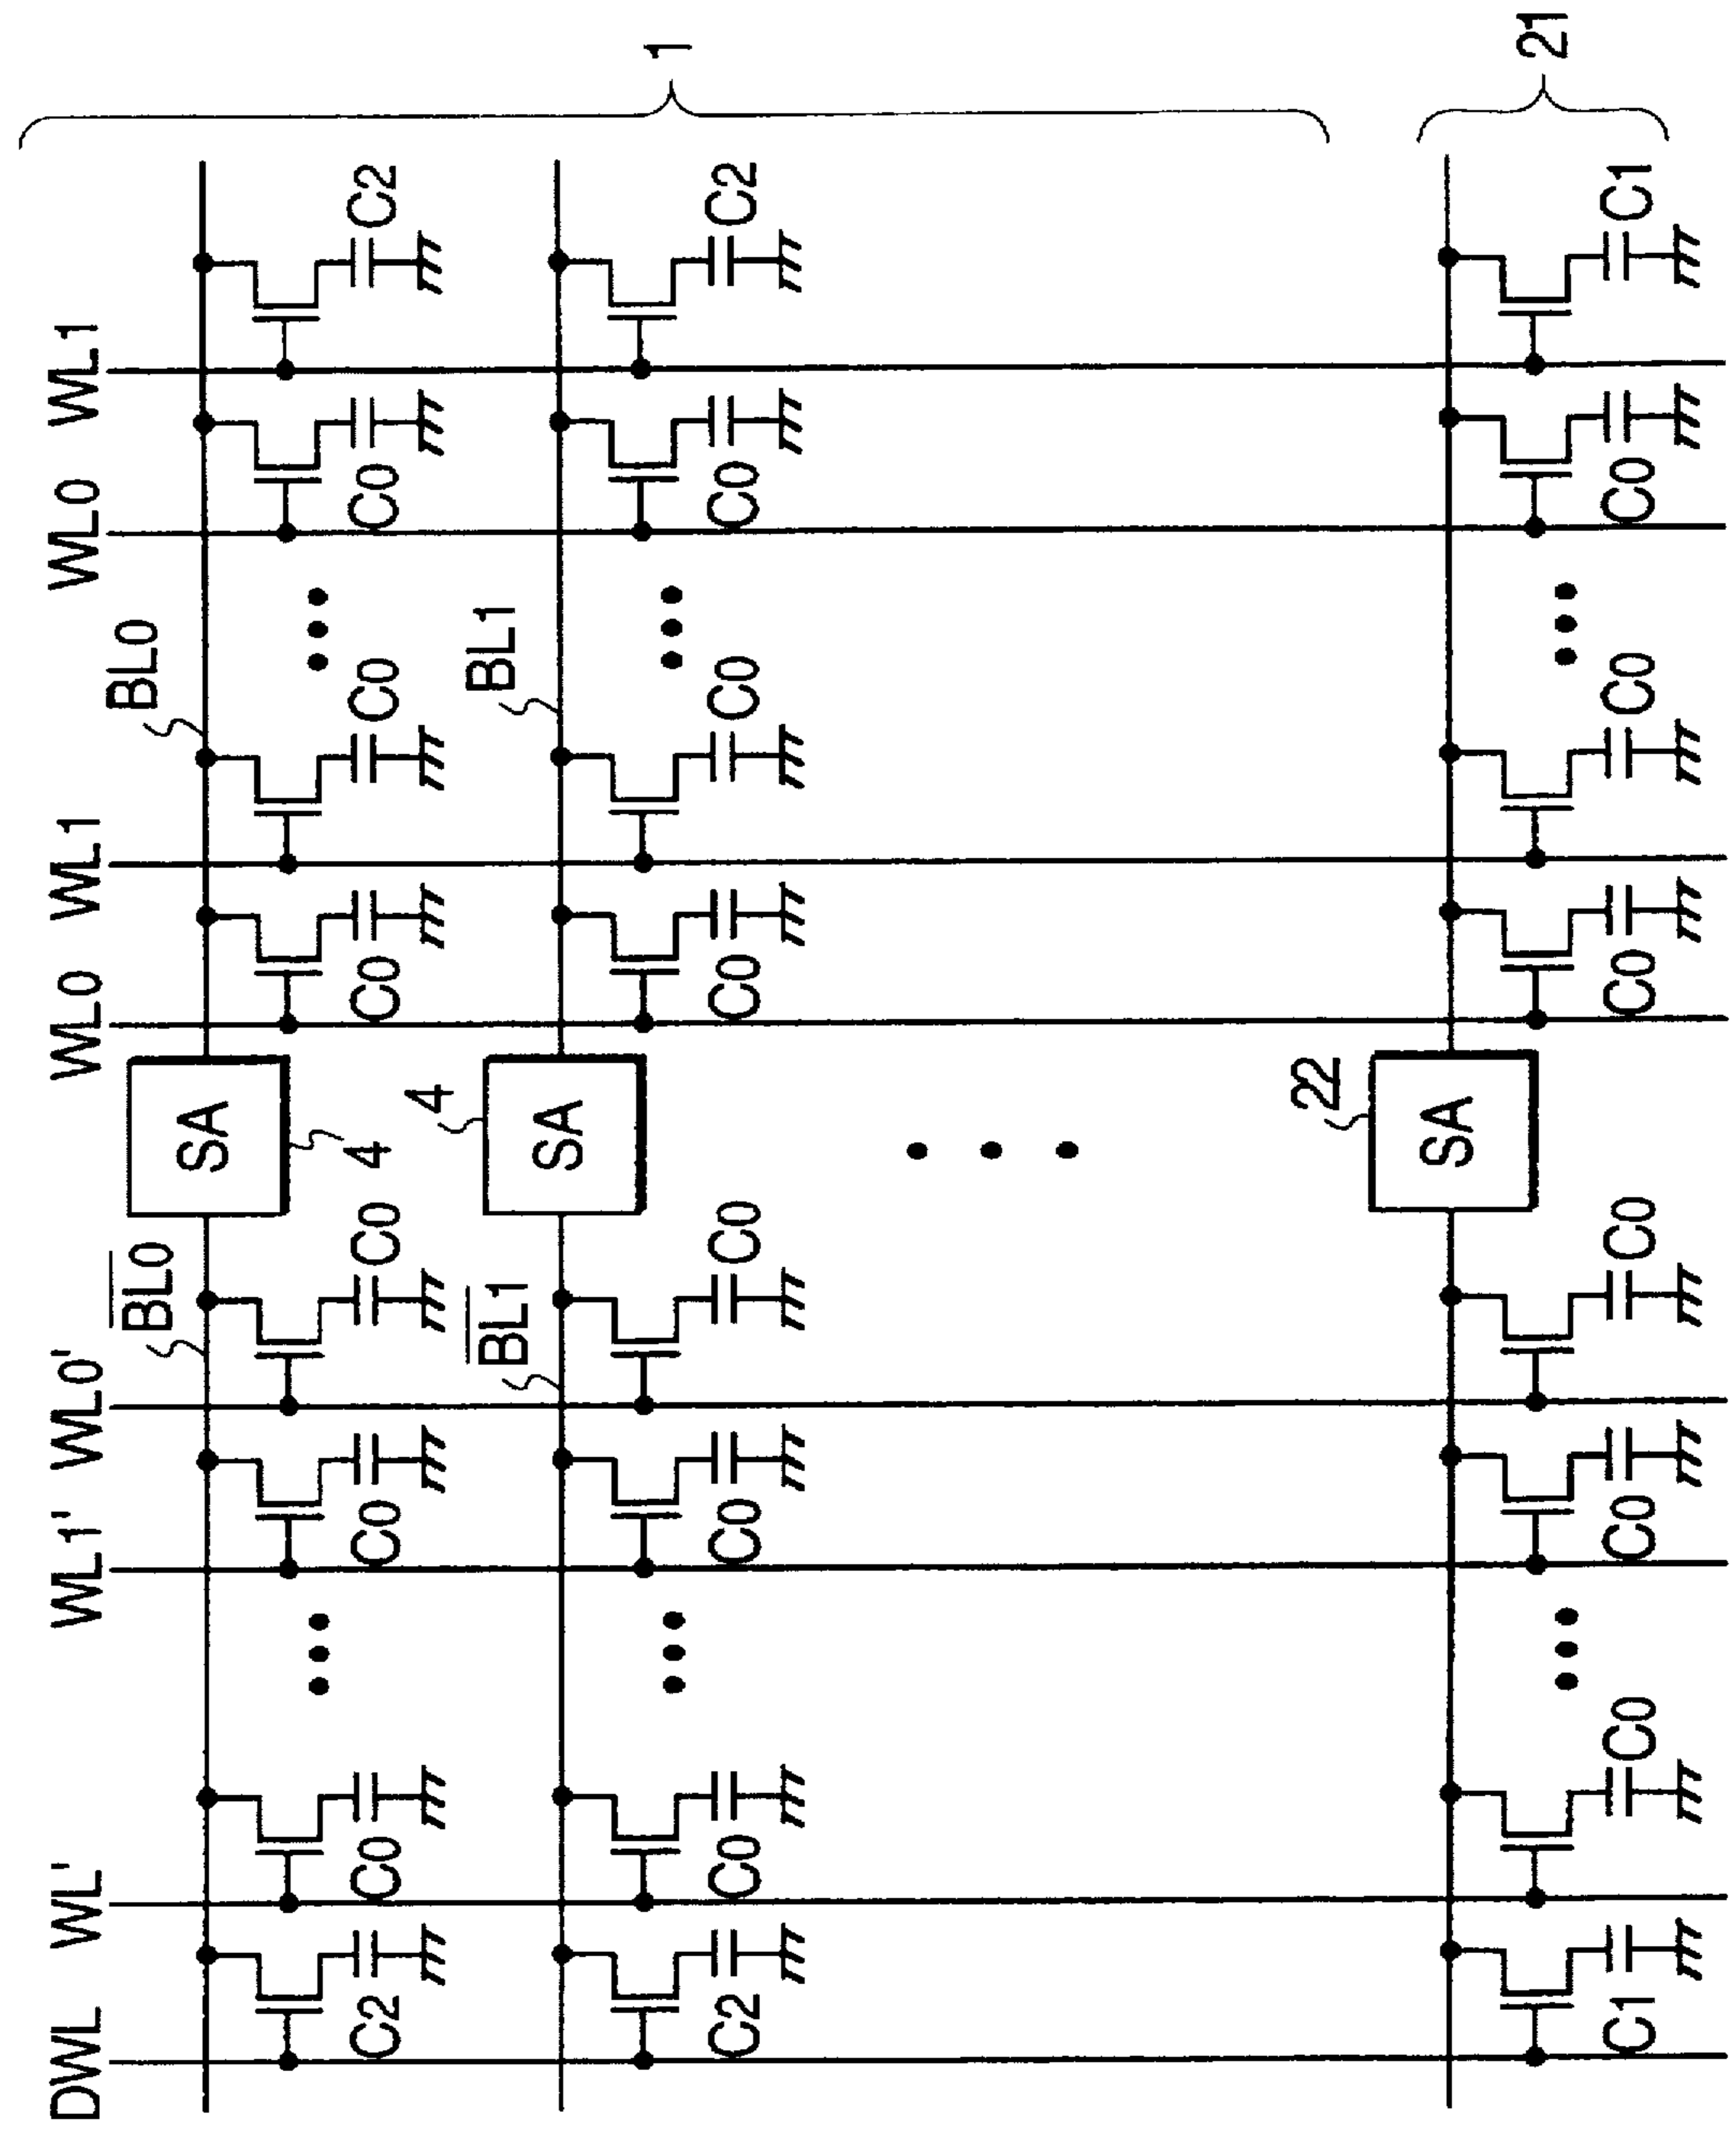 DWL WL' WL1' WL0' WL0 WL1 WL0 WL1
B̅L̅0̅ BL0
SA
C2 C0 C0 C0 4 C0 C0 C0 C2
B̅L̅1̅ 4 BL1
SA
1
C2 C0 C0 C0 C0 C0 C0 C2
22
SA
21
C1 C0 C0 C0 C0 C0 C0 C1